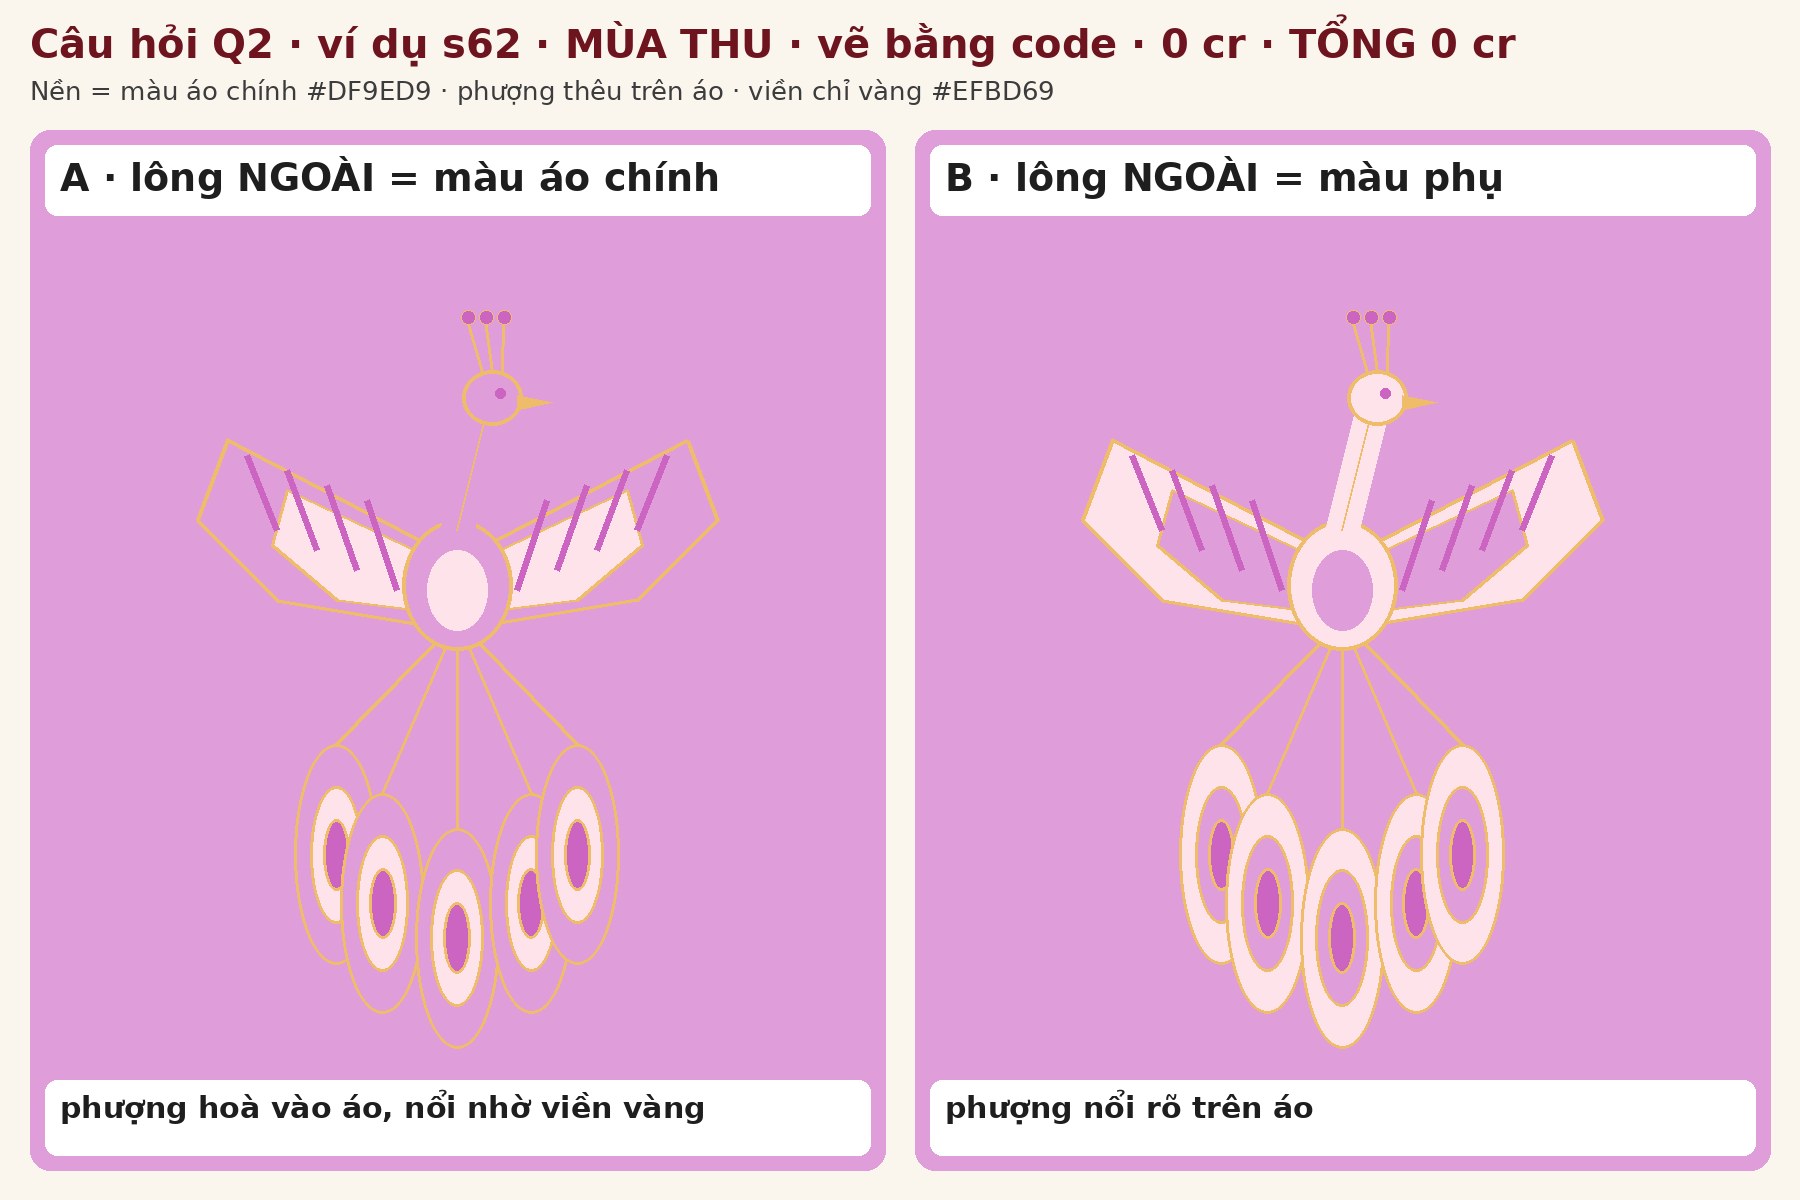 Câu hỏi Q2 · ví dụ s62 · MÙA THU · vẽ bằng code · 0 cr · TỔNG 0 cr
Nền = màu áo chính #DF9ED9 · phượng thêu trên áo · viền chỉ vàng #EFBD69
A · lông NGOÀI = màu áo chính
B · lông NGOÀI = màu phụ
phượng hoà vào áo, nổi nhờ viền vàng
phượng nổi rõ trên áo